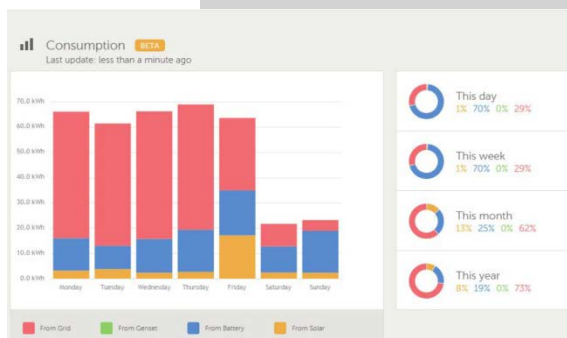 Consumption BETA
Last update: less than a minute ago
70.0 kWh
60.0 kWh
50.0 kWh
40.0 kWh
30.0 kWh
20.0 kWh
10.0 kWh
0.0 kWh
Monday Tuesday Wednesday Thursday Friday Saturday Sunday
From Grid From Genset From Battery From Solar
This day
1% 70% 0% 29%
This week
1% 70% 0% 29%
This month
13% 25% 0% 62%
This year
8% 19% 0% 73%